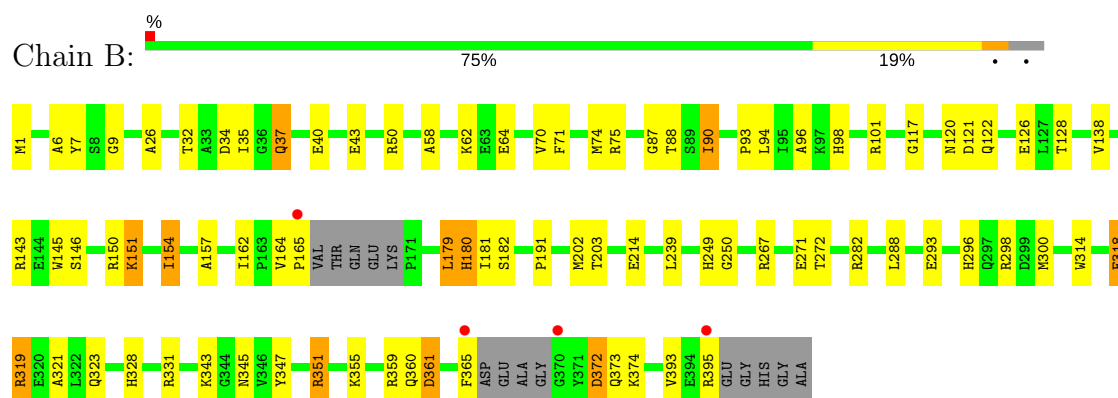 %
Chain B:
75%
19%
•
•
M1 A6 Y7 S8 G9 A26 T32 A33 D34 I35 G36 Q37 E40 E43 R50 A58 K62 E63 E64 V70 F71 M74 R75 G87 T88 S89 I90 P93 L94 I95 A96 K97 H98 R101 G117 N120 D121 Q122 E126 L127 T128 V138
R143 E144 W145 S146 R150 K151 I154 A157 I162 P163 V164 P165 VAL THR GLN GLU LYS P171 L179 H180 I181 S182 P191 M202 T203 E214 L239 H249 G250 R267 E271 T272 R282 L288 E293 H296 Q297 R298 D299 M300 W314
R319 E320 A321 L322 Q323 H328 R331 K343 G344 N345 V346 Y347 R351 K355 R359 Q360 D361 F365 ASP GLU ALA GLY G370 Y371 D372 Q373 K374 V393 E394 R395 GLU GLY HIS GLY ALA